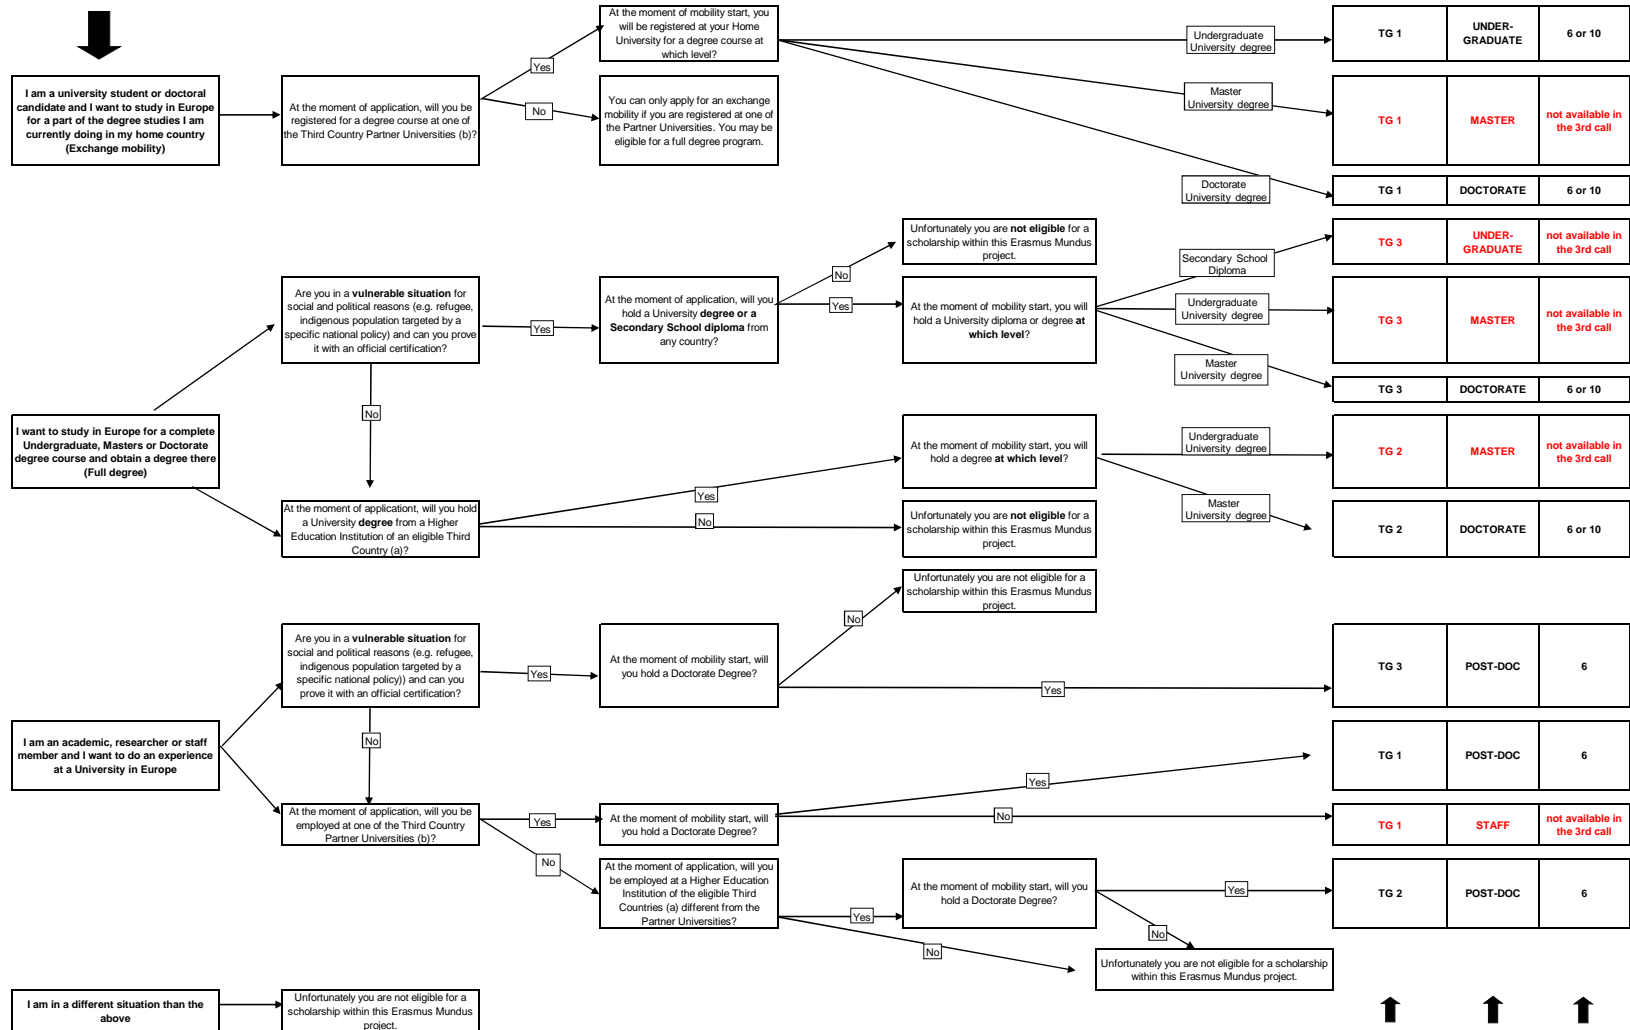 At the moment of mobility start, you
will be registered at your Home
University for a degree course at
which level?
Undergraduate
University degree
TG 1
UNDER-
GRADUATE
6 or 10
Yes
I am a university student or doctoral
candidate and I want to study in Europe
for a part of the degree studies I am
currently doing in my home country
(Exchange mobility)
At the moment of application, will you be
registered for a degree course at one of
the Third Country Partner Universities (b)?
No
You can only apply for an exchange
mobility if you are registered at one of
the Partner Universities. You may be
eligible for a full degree program.
Master
University degree
TG 1
MASTER
not available in
the 3rd call
Doctorate
University degree
TG 1
DOCTORATE
6 or 10
Unfortunately you are not eligible for a
scholarship within this Erasmus Mundus
project.
Secondary School
Diploma
TG 3
UNDER-
GRADUATE
not available in
the 3rd call
No
Are you in a vulnerable situation for
social and political reasons (e.g. refugee,
indigenous population targeted by a
specific national policy) and can you prove
it with an official certification?
Yes
At the moment of application, will you
hold a University degree or a
Secondary School diploma from
any country?
Yes
At the moment of mobility start, you will
hold a University diploma or degree at
which level?
Undergraduate
University degree
TG 3
MASTER
not available in
the 3rd call
Master
University degree
TG 3
DOCTORATE
6 or 10
No
I want to study in Europe for a complete
Undergraduate, Masters or Doctorate
degree course and obtain a degree there
(Full degree)
At the moment of mobility start, you will
hold a degree at which level?
Undergraduate
University degree
TG 2
MASTER
not available in
the 3rd call
Yes
At the moment of applicationt, will you hold
a University degree from a Higher
Education Institution of an eligible Third
Country (a)?
No
Unfortunately you are not eligible for a
scholarship within this Erasmus Mundus
project.
Master
University degree
TG 2
DOCTORATE
6 or 10
Unfortunately you are not eligible for a
scholarship within this Erasmus Mundus
project.
No
Are you in a vulnerable situation for
social and political reasons (e.g. refugee,
indigenous population targeted by a
specific national policy)) and can you
prove it with an official certification?
Yes
At the moment of mobility start, will
you hold a Doctorate Degree?
Yes
TG 3
POST-DOC
6
No
I am an academic, researcher or staff
member and I want to do an experience
at a University in Europe
TG 1
POST-DOC
6
Yes
At the moment of application, will you be
employed at one of the Third Country
Partner Universities (b)?
Yes
At the moment of mobility start, will
you hold a Doctorate Degree?
No
TG 1
STAFF
not available in
the 3rd call
No
At the moment of application, will you
be employed at a Higher Education
Institution of the eligible Third
Countries (a) different from the
Partner Universities?
Yes
At the moment of mobility start, will you
hold a Doctorate Degree?
Yes
TG 2
POST-DOC
6
No
No
Unfortunately you are not eligible for a scholarship
within this Erasmus Mundus project.
I am in a different situation than the
above
Unfortunately you are not eligible for a
scholarship within this Erasmus Mundus
project.